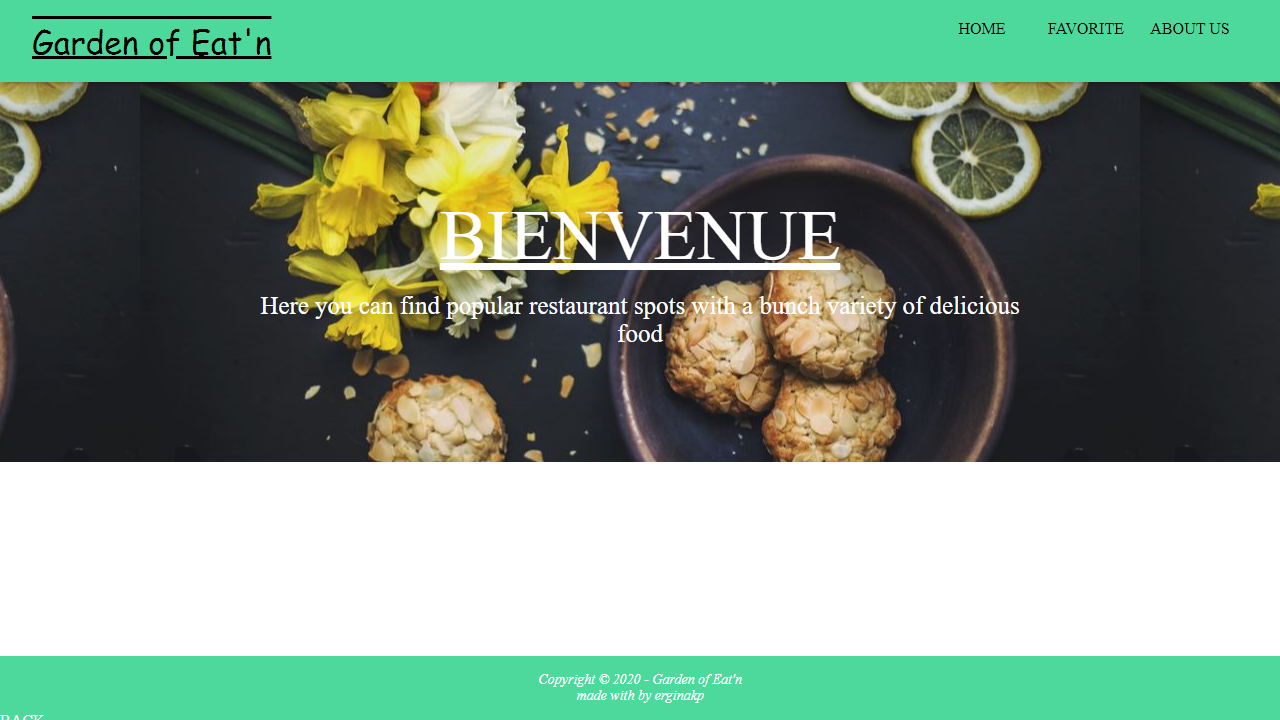 Garden of Eat'n
HOME FAVORITE ABOUT US
BIENVENUE
Here you can find popular restaurant spots with a bunch variety of delicious
food
Copyright © 2020 - Garden of Eat'n
made with by erginakp
BACK